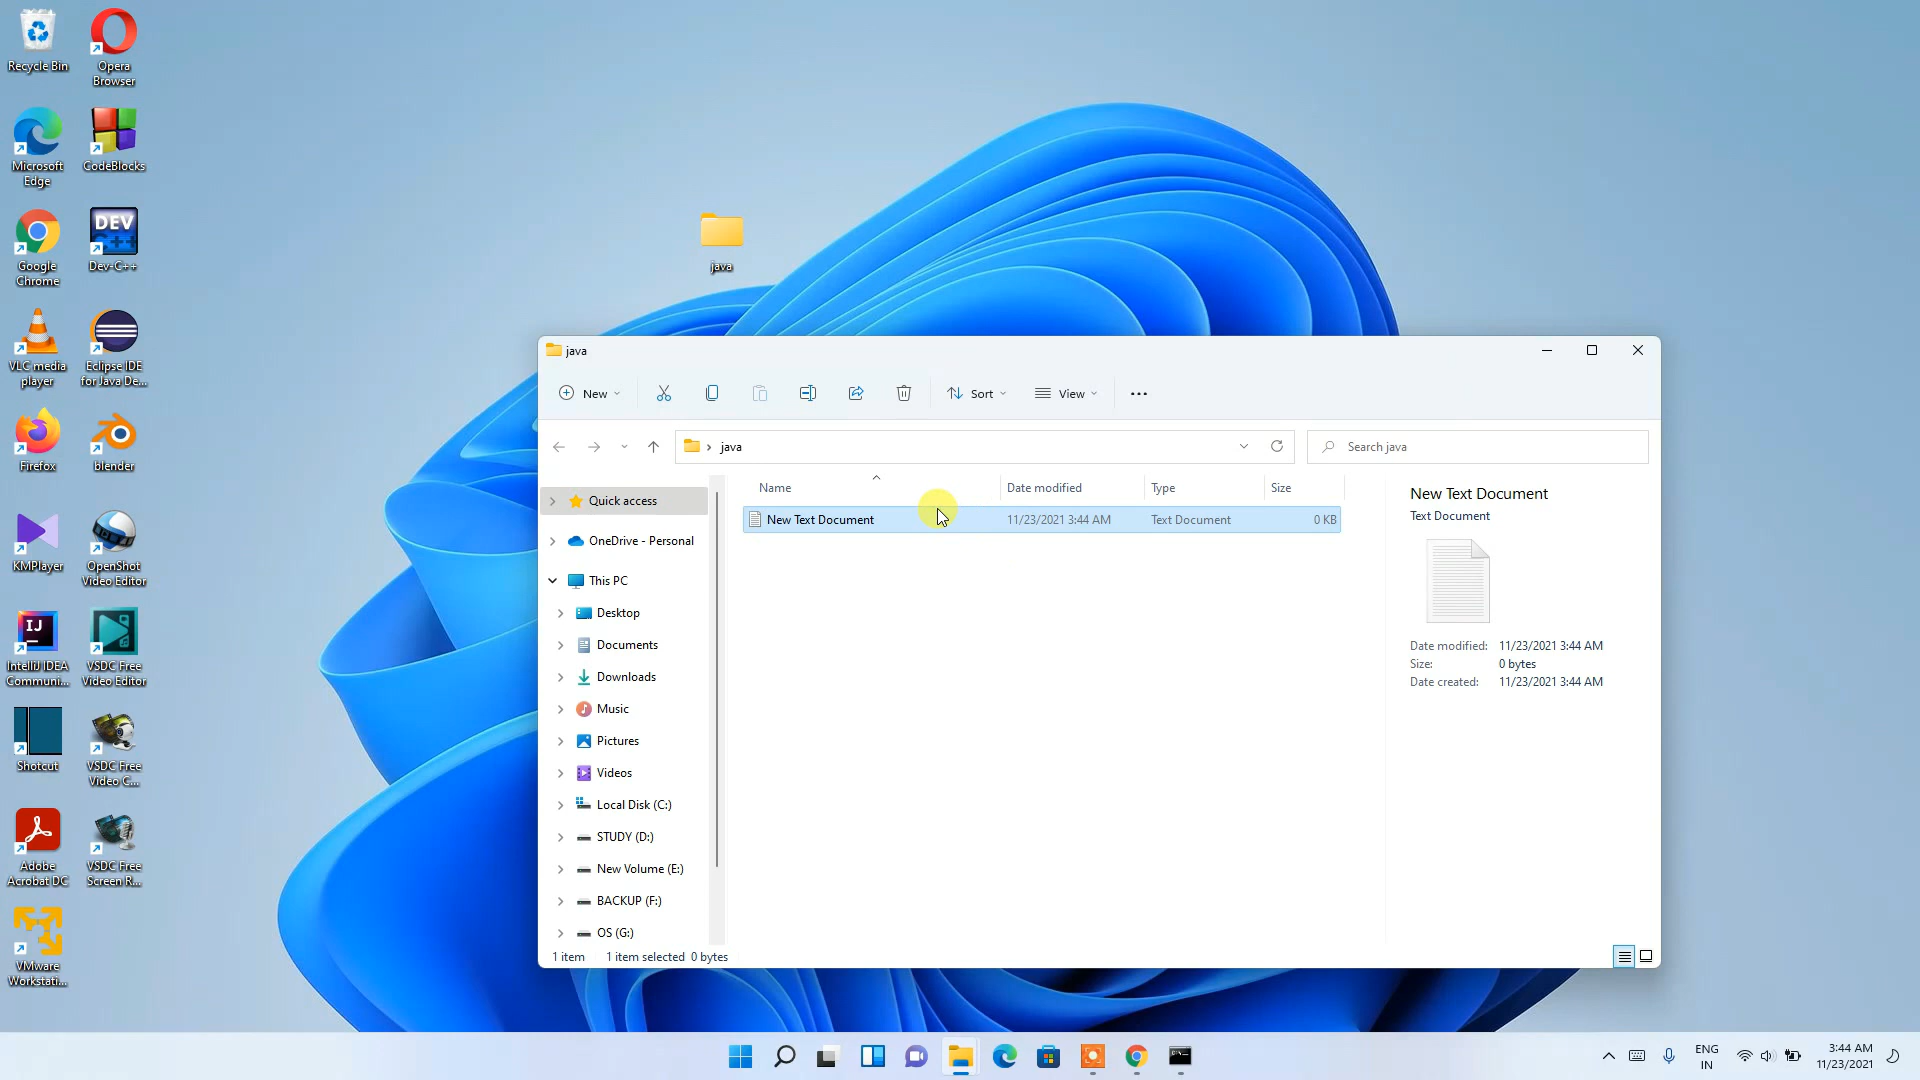 Recycle Bin
Opera
Browser
Microsoft
Edge
CodeBlocks
Google
Chrome
DEV
C++
Dev-C++
java
VLC media
player
Eclipse IDE
for Java De...
Firefox
blender
KMPlayer
OpenShot
Video Editor
IJ
IntelliJ IDEA
Communi...
VSDC Free
Video Editor
Shotcut
VSDC Free
Video C...
Adobe
Acrobat DC
VSDC Free
Screen R...
VMware
Workstati...
java
New
Sort
View
java
Search java
Name
Date modified
Type
Size
New Text Document
11/23/2021 3:44 AM
Text Document
0 KB
Quick access
OneDrive - Personal
This PC
Desktop
Documents
Downloads
Music
Pictures
Videos
Local Disk (C:)
STUDY (D:)
New Volume (E:)
BACKUP (F:)
OS (G:)
New Text Document
Text Document
Date modified: 11/23/2021 3:44 AM
Size: 0 bytes
Date created: 11/23/2021 3:44 AM
1 item 1 item selected 0 bytes
ENG
IN
3:44 AM
11/23/2021